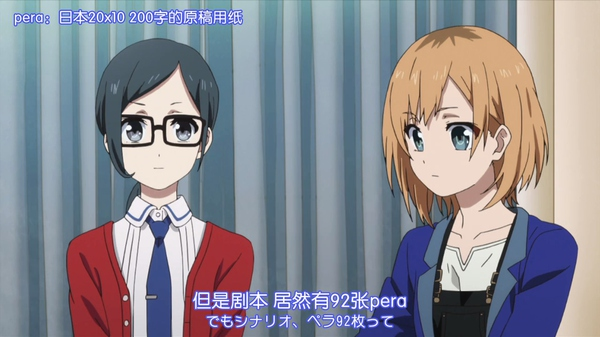 pera：日本20x10 200字的原稿用纸
但是剧本 居然有92张pera
でもシナリオ、ペラ92枚って